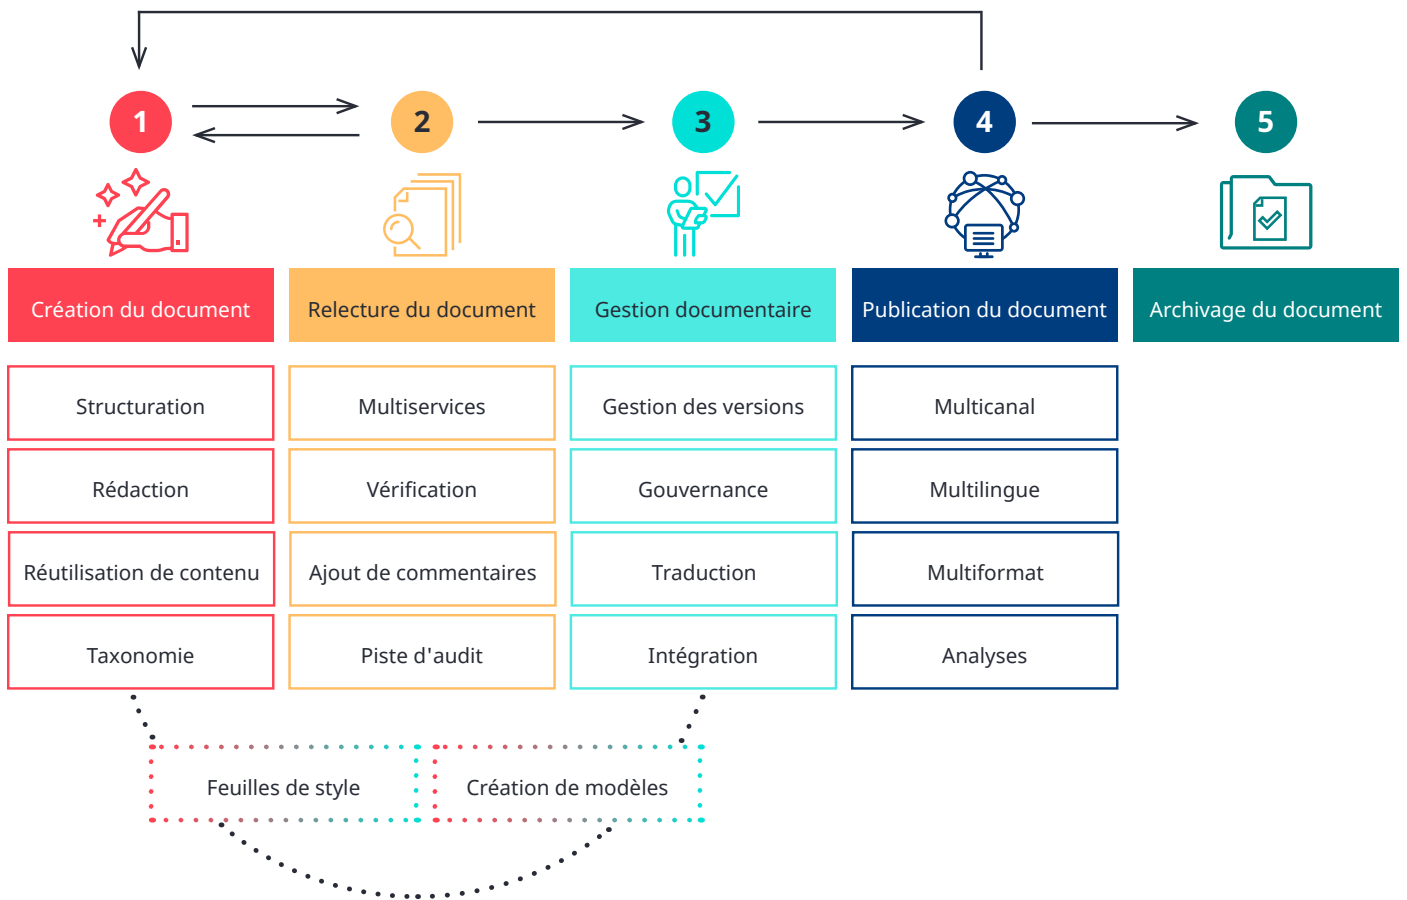 1
2
3
4
5
Création du document
Relecture du document
Gestion documentaire
Publication du document
Archivage du document
Structuration
Multiservices
Gestion des versions
Multicanal
Rédaction
Vérification
Gouvernance
Multilingue
Réutilisation de contenu
Ajout de commentaires
Traduction
Multiformat
Taxonomie
Piste d'audit
Intégration
Analyses
Feuilles de style
Création de modèles